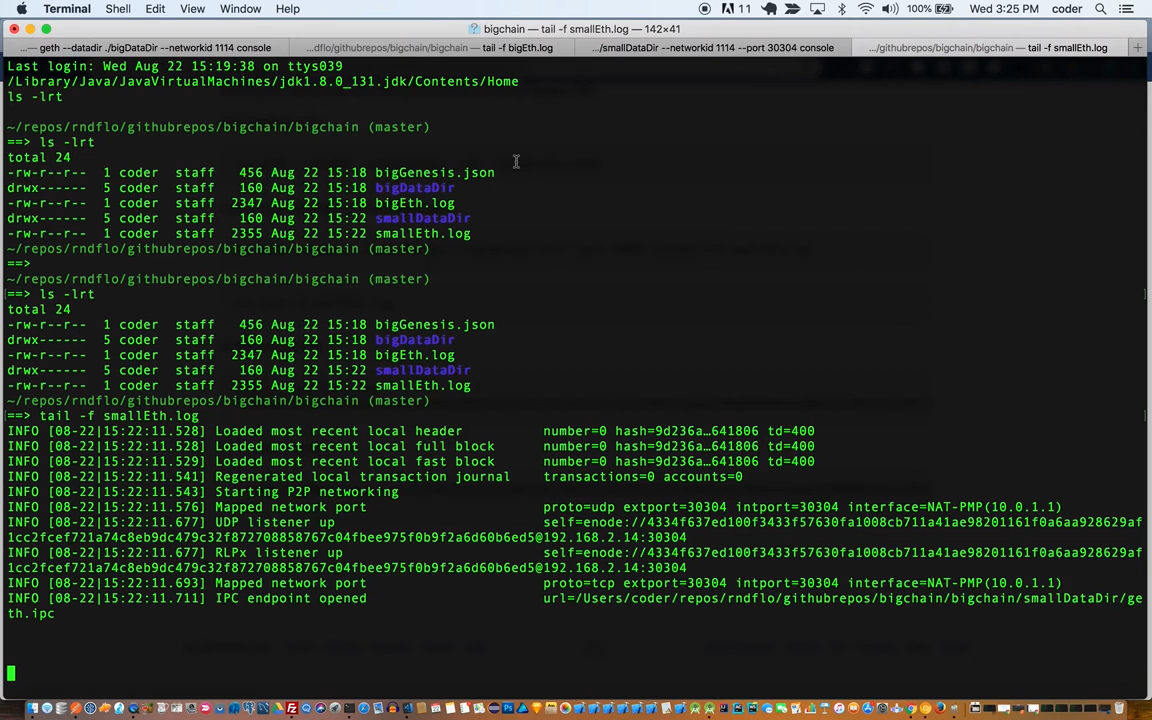 Terminal Shell Edit View Window Help 11 100% Wed 3:25 PM coder
bigchain — tail -f smallEth.log — 142×41
... geth --datadir ./bigDataDir --networkid 1114 console ...dflo/githubrepos/bigchain/bigchain — tail -f bigEth.log .../smallDataDir --networkid 1114 --port 30304 console .../githubrepos/bigchain/bigchain — tail -f smallEth.log +
Last login: Wed Aug 22 15:19:38 on ttys039
/Library/Java/JavaVirtualMachines/jdk1.8.0_131.jdk/Contents/Home
ls -lrt
~/repos/rndflo/githubrepos/bigchain/bigchain (master)
==> ls -lrt
total 24
-rw-r--r-- 1 coder staff 456 Aug 22 15:18 bigGenesis.json
drwx------ 5 coder staff 160 Aug 22 15:18 bigDataDir
-rw-r--r-- 1 coder staff 2347 Aug 22 15:18 bigEth.log
drwx------ 5 coder staff 160 Aug 22 15:22 smallDataDir
-rw-r--r-- 1 coder staff 2355 Aug 22 15:22 smallEth.log
~/repos/rndflo/githubrepos/bigchain/bigchain (master)
==>
~/repos/rndflo/githubrepos/bigchain/bigchain (master)
==> ls -lrt
total 24
-rw-r--r-- 1 coder staff 456 Aug 22 15:18 bigGenesis.json
drwx------ 5 coder staff 160 Aug 22 15:18 bigDataDir
-rw-r--r-- 1 coder staff 2347 Aug 22 15:18 bigEth.log
drwx------ 5 coder staff 160 Aug 22 15:22 smallDataDir
-rw-r--r-- 1 coder staff 2355 Aug 22 15:22 smallEth.log
~/repos/rndflo/githubrepos/bigchain/bigchain (master)
==> tail -f smallEth.log
INFO [08-22|15:22:11.528] Loaded most recent local header number=0 hash=9d236a…641806 td=400
INFO [08-22|15:22:11.528] Loaded most recent local full block number=0 hash=9d236a…641806 td=400
INFO [08-22|15:22:11.529] Loaded most recent local fast block number=0 hash=9d236a…641806 td=400
INFO [08-22|15:22:11.541] Regenerated local transaction journal transactions=0 accounts=0
INFO [08-22|15:22:11.543] Starting P2P networking
INFO [08-22|15:22:11.576] Mapped network port proto=udp extport=30304 intport=30304 interface=NAT-PMP(10.0.1.1)
INFO [08-22|15:22:11.677] UDP listener up self=enode://4334f637ed100f3433f57630fa1008cb711a41ae98201161f0a6aa928629af
1cc2fcef721a74c8eb9dc49c32f872708858767c04fbee975f0b9f2a6d60b6ed5@192.168.2.14:30304
INFO [08-22|15:22:11.677] RLPx listener up self=enode://4334f637ed100f3433f57630fa1008cb711a41ae98201161f0a6aa928629af
1cc2fcef721a74c8eb9dc49c32f872708858767c04fbee975f0b9f2a6d60b6ed5@192.168.2.14:30304
INFO [08-22|15:22:11.693] Mapped network port proto=tcp extport=30304 intport=30304 interface=NAT-PMP(10.0.1.1)
INFO [08-22|15:22:11.711] IPC endpoint opened url=/Users/coder/repos/rndflo/githubrepos/bigchain/bigchain/smallDataDir/ge
th.ipc